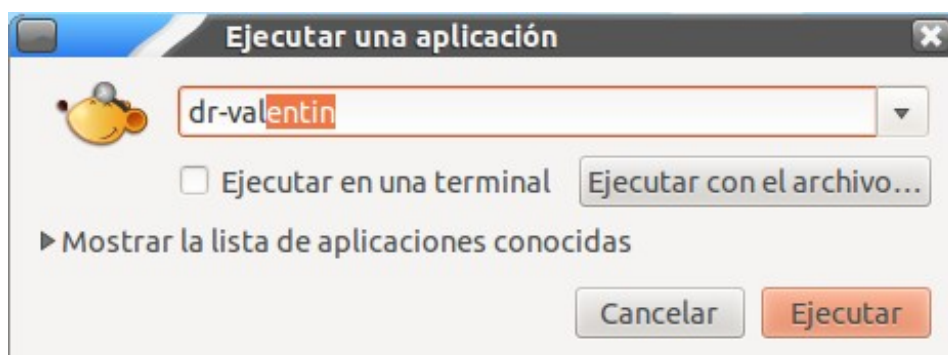 Ejecutar una aplicación
dr-valentin
Ejecutar en una terminal
Ejecutar con el archivo...
Mostrar la lista de aplicaciones conocidas
Cancelar
Ejecutar